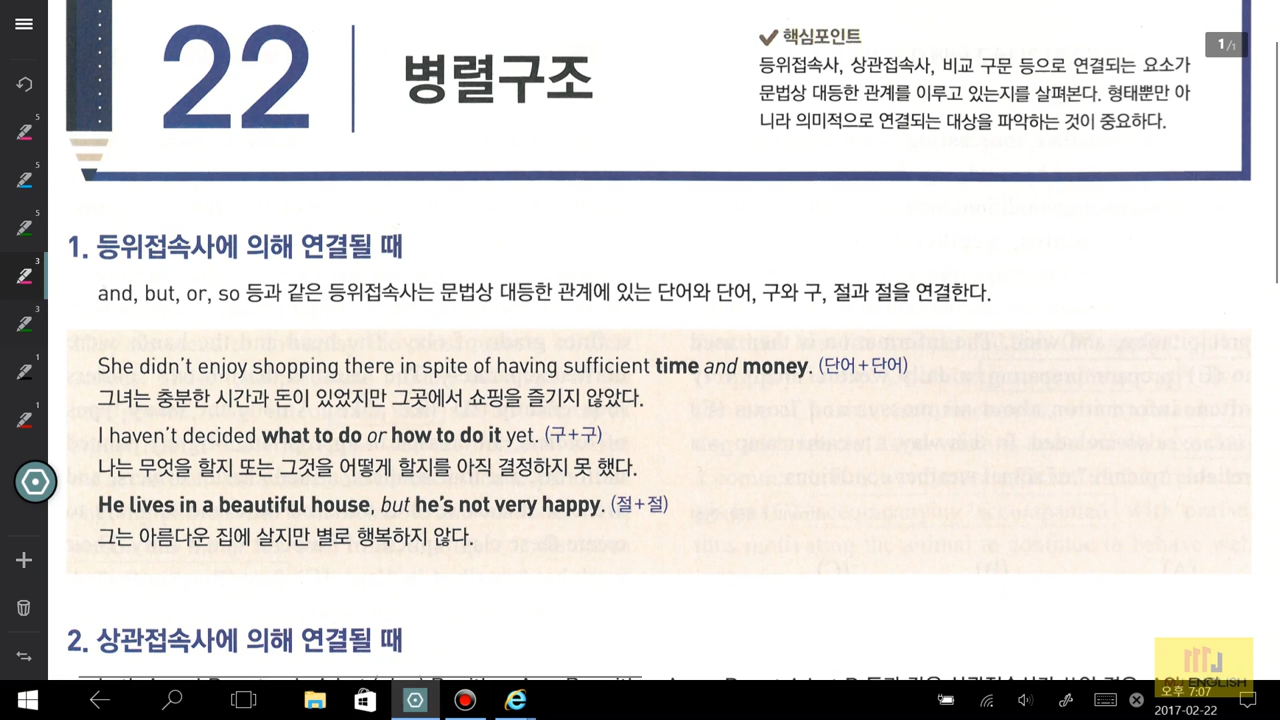 22
병렬구조
핵심포인트
등위접속사, 상관접속사, 비교 구문 등으로 연결되는 요소가
문법상 대등한 관계를 이루고 있는지를 살펴본다. 형태뿐만 아
니라 의미적으로 연결되는 대상을 파악하는 것이 중요하다.
1/1
1. 등위접속사에 의해 연결될 때
and, but, or, so 등과 같은 등위접속사는 문법상 대등한 관계에 있는 단어와 단어, 구와 구, 절과 절을 연결한다.
She didn't enjoy shopping there in spite of having sufficient time and money. (단어+단어)
그녀는 충분한 시간과 돈이 있었지만 그곳에서 쇼핑을 즐기지 않았다.
I haven't decided what to do or how to do it yet. (구+구)
나는 무엇을 할지 또는 그것을 어떻게 할지를 아직 결정하지 못 했다.
He lives in a beautiful house, but he's not very happy. (절+절)
그는 아름다운 집에 살지만 별로 행복하지 않다.
2. 상관접속사에 의해 연결될 때
ENGLISH
오후 7:07
2017-02-22
5
5
5
3
3
1
1